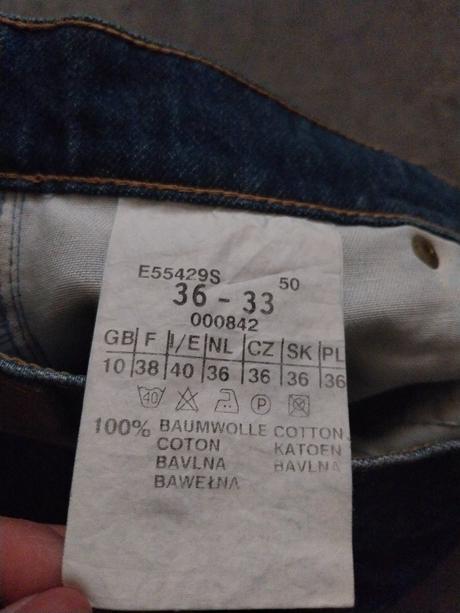 E55429S 50
36 - 33
000842
GB F I/E NL CZ SK PL
10 38 40 36 36 36 36
40 P
100% BAUMWOLLE COTTON
COTON KATOEN
BAVLNA BAVLNA
BAWEŁNA